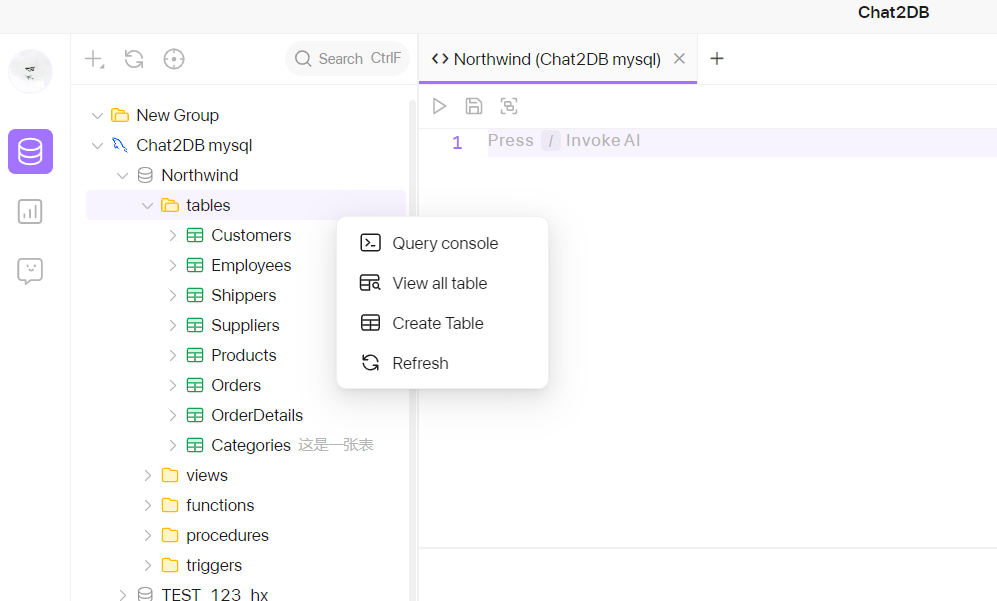 Chat2DB
Search CtrlF
Northwind (Chat2DB mysql)
New Group
Chat2DB mysql
Northwind
tables
Customers
Employees
Shippers
Suppliers
Products
Orders
OrderDetails
Categories 这是一张表
views
functions
procedures
triggers
TEST_123_hx
Query console
View all table
Create Table
Refresh
1 Press / Invoke AI